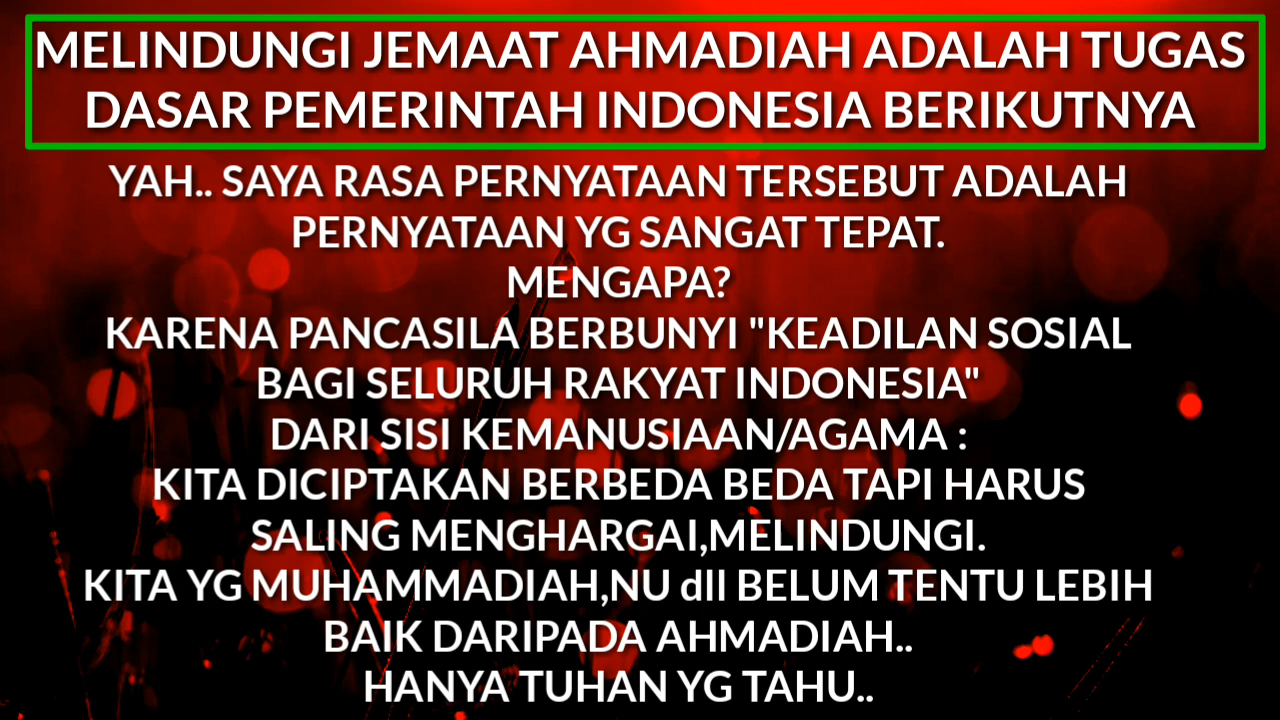 MELINDUNGI JEMAAT AHMADIAH ADALAH TUGAS
DASAR PEMERINTAH INDONESIA BERIKUTNYA
YAH.. SAYA RASA PERNYATAAN TERSEBUT ADALAH
PERNYATAAN YG SANGAT TEPAT.
MENGAPA?
KARENA PANCASILA BERBUNYI "KEADILAN SOSIAL
BAGI SELURUH RAKYAT INDONESIA"
DARI SISI KEMANUSIAAN/AGAMA :
KITA DICIPTAKAN BERBEDA BEDA TAPI HARUS
SALING MENGHARGAI,MELINDUNGI.
KITA YG MUHAMMADIAH,NU dll BELUM TENTU LEBIH
BAIK DARIPADA AHMADIAH..
HANYA TUHAN YG TAHU..